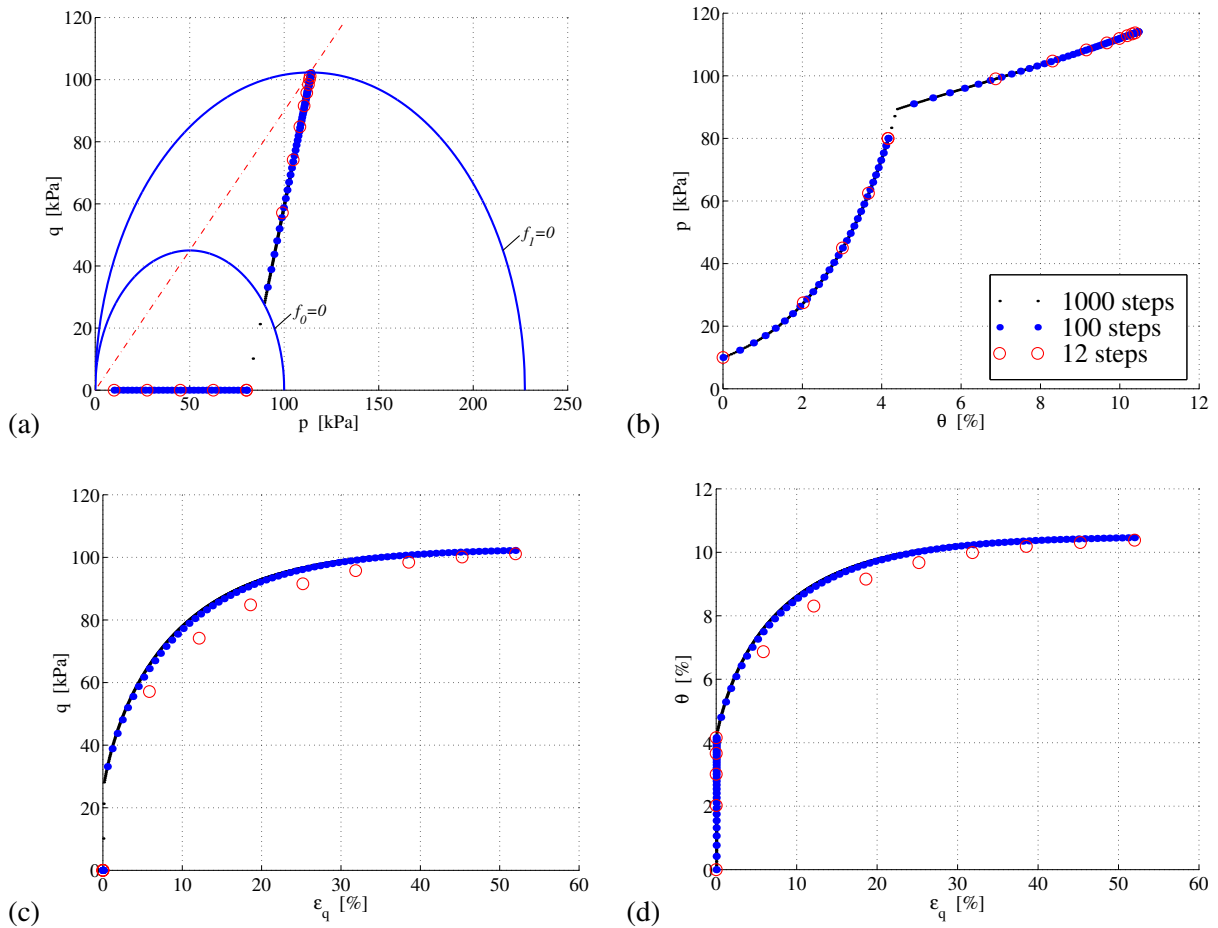 120
100
80
60
40
20
0
q [kPa]
0 50 100 150 200 250
p [kPa]
f1=0
f0=0
(a)
120
100
80
60
40
20
0
p [kPa]
0 2 4 6 8 10 12
θ [%]
1000 steps
100 steps
12 steps
(b)
120
100
80
60
40
20
0
q [kPa]
0 10 20 30 40 50 60
ε_q [%]
(c)
12
10
8
6
4
2
0
θ [%]
0 10 20 30 40 50 60
ε_q [%]
(d)